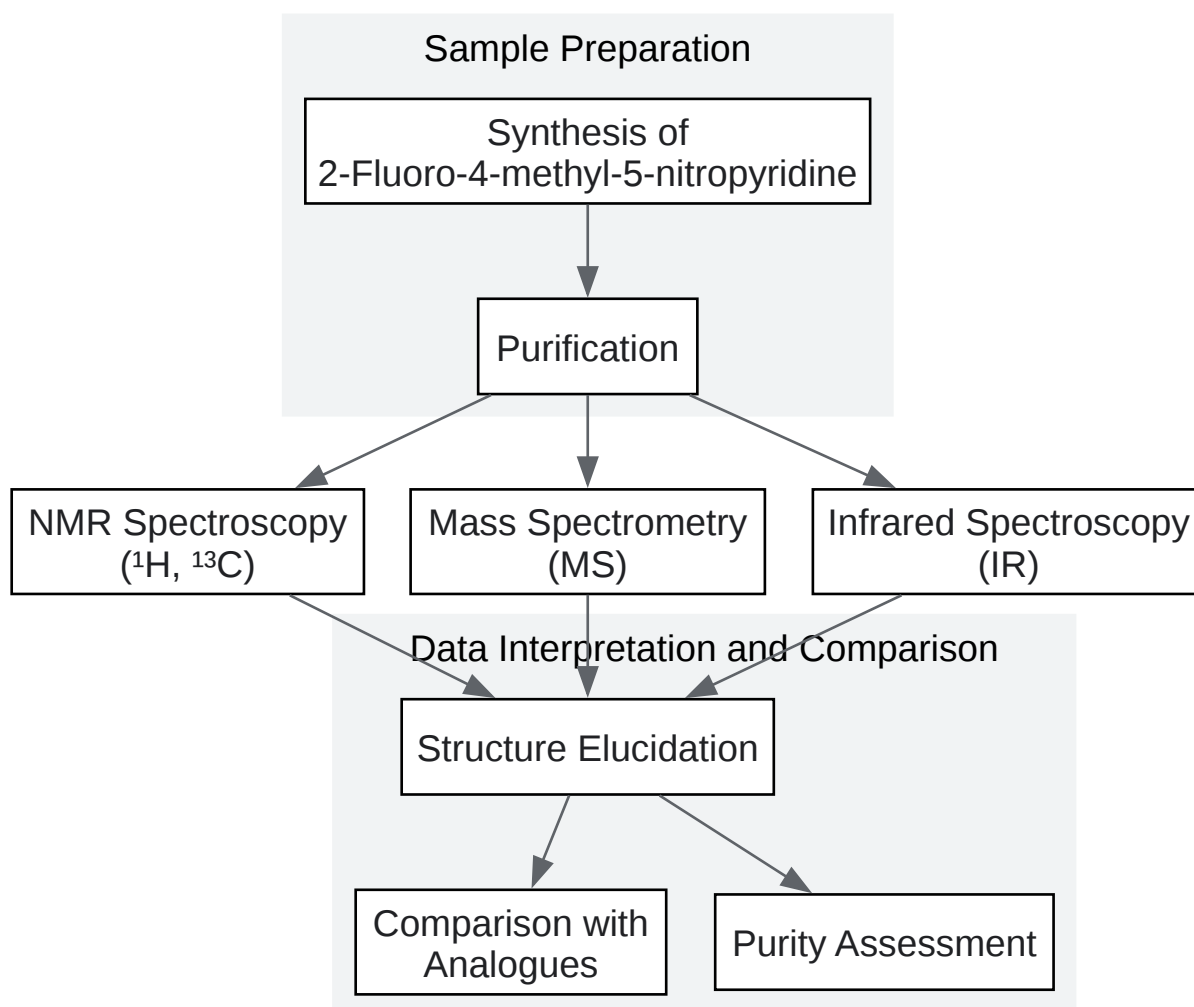 Sample Preparation
Synthesis of
2-Fluoro-4-methyl-5-nitropyridine
Purification
NMR Spectroscopy
(¹H, ¹³C)
Mass Spectrometry
(MS)
Infrared Spectroscopy
(IR)
Data Interpretation and Comparison
Structure Elucidation
Comparison with
Analogues
Purity Assessment